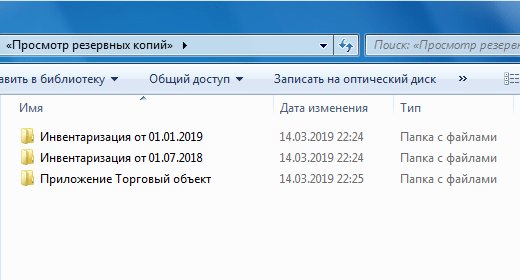 «Просмотр резервных копий» Поиск: «Просмотр резерв
авить в библиотеку Общий доступ Записать на оптический диск »
Имя Дата изменения Тип
Инвентаризация от 01.01.2019 14.03.2019 22:24 Папка с файлами
Инвентаризация от 01.07.2018 14.03.2019 22:24 Папка с файлами
Приложение Торговый объект 14.03.2019 22:25 Папка с файлами